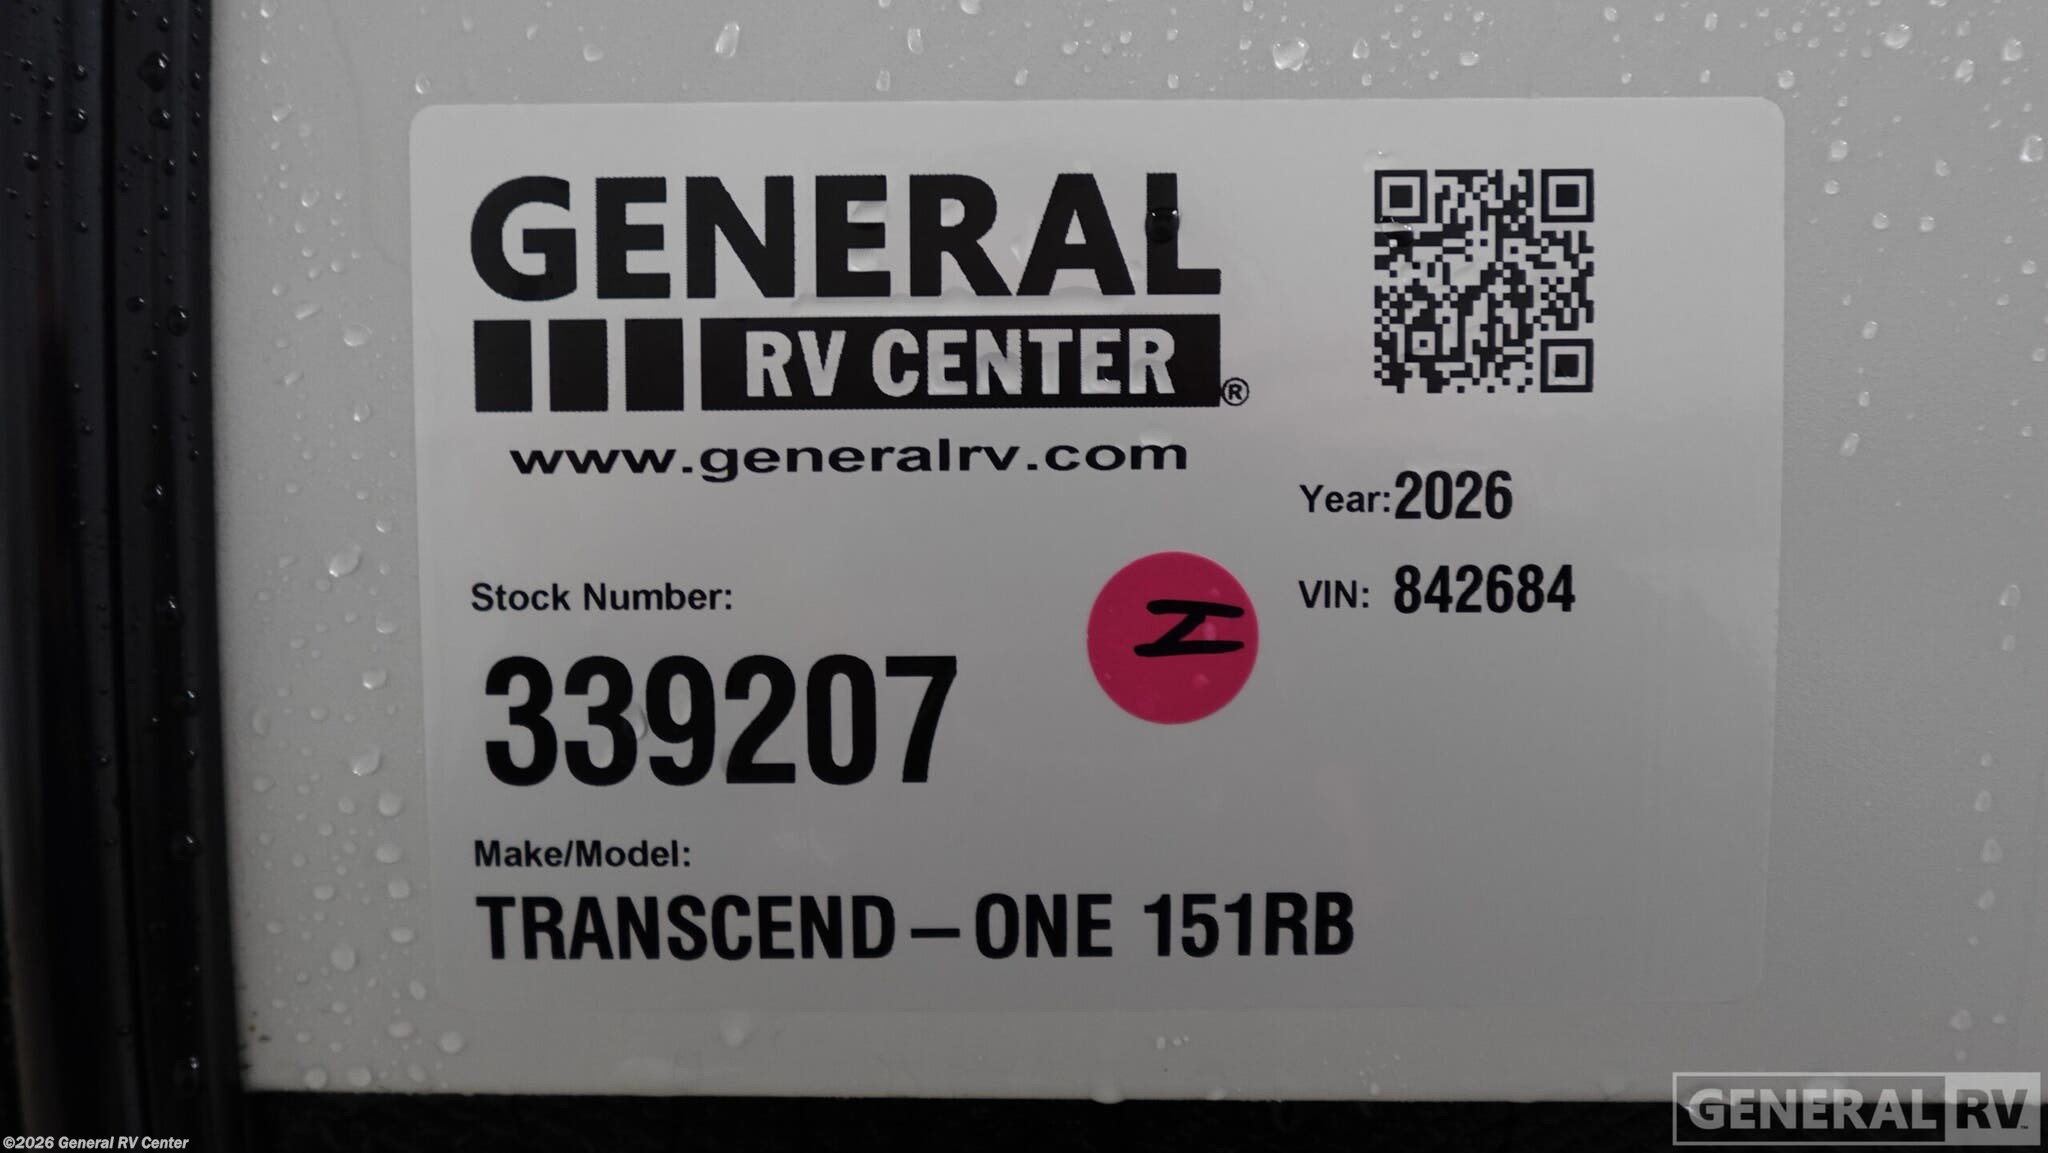 GENERAL
RV CENTER®
www.generalrv.com
Year: 2026
VIN: 842684
Stock Number:
339207
Make/Model:
TRANSCEND – ONE 151RB
GENERAL RV™
©2026 General RV Center